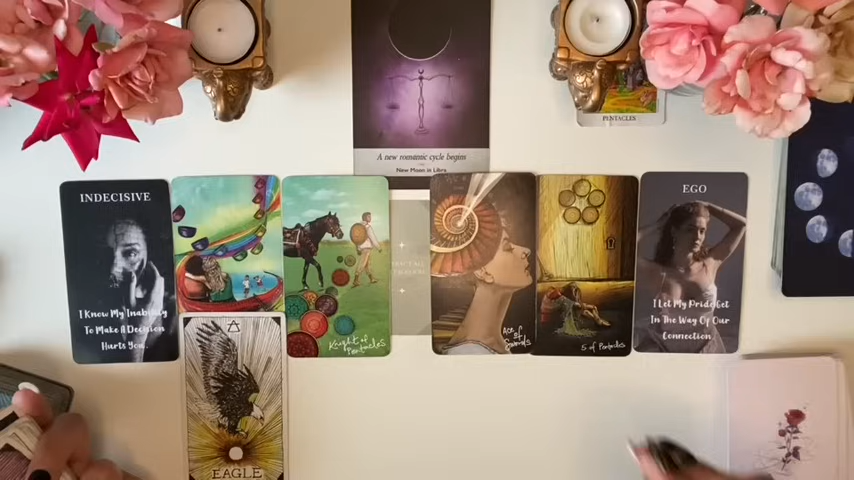 A new romantic cycle begins
New Moon in Libra
PENTACLES
INDECISIVE
I Know My Inability
To Make A Decision
Hurts You.
Knight of
Pentacles
Ace of
Swords
5 of Pentacles
EGO
I Let My Pride Get
In The Way Of Our
Connection
EAGLE